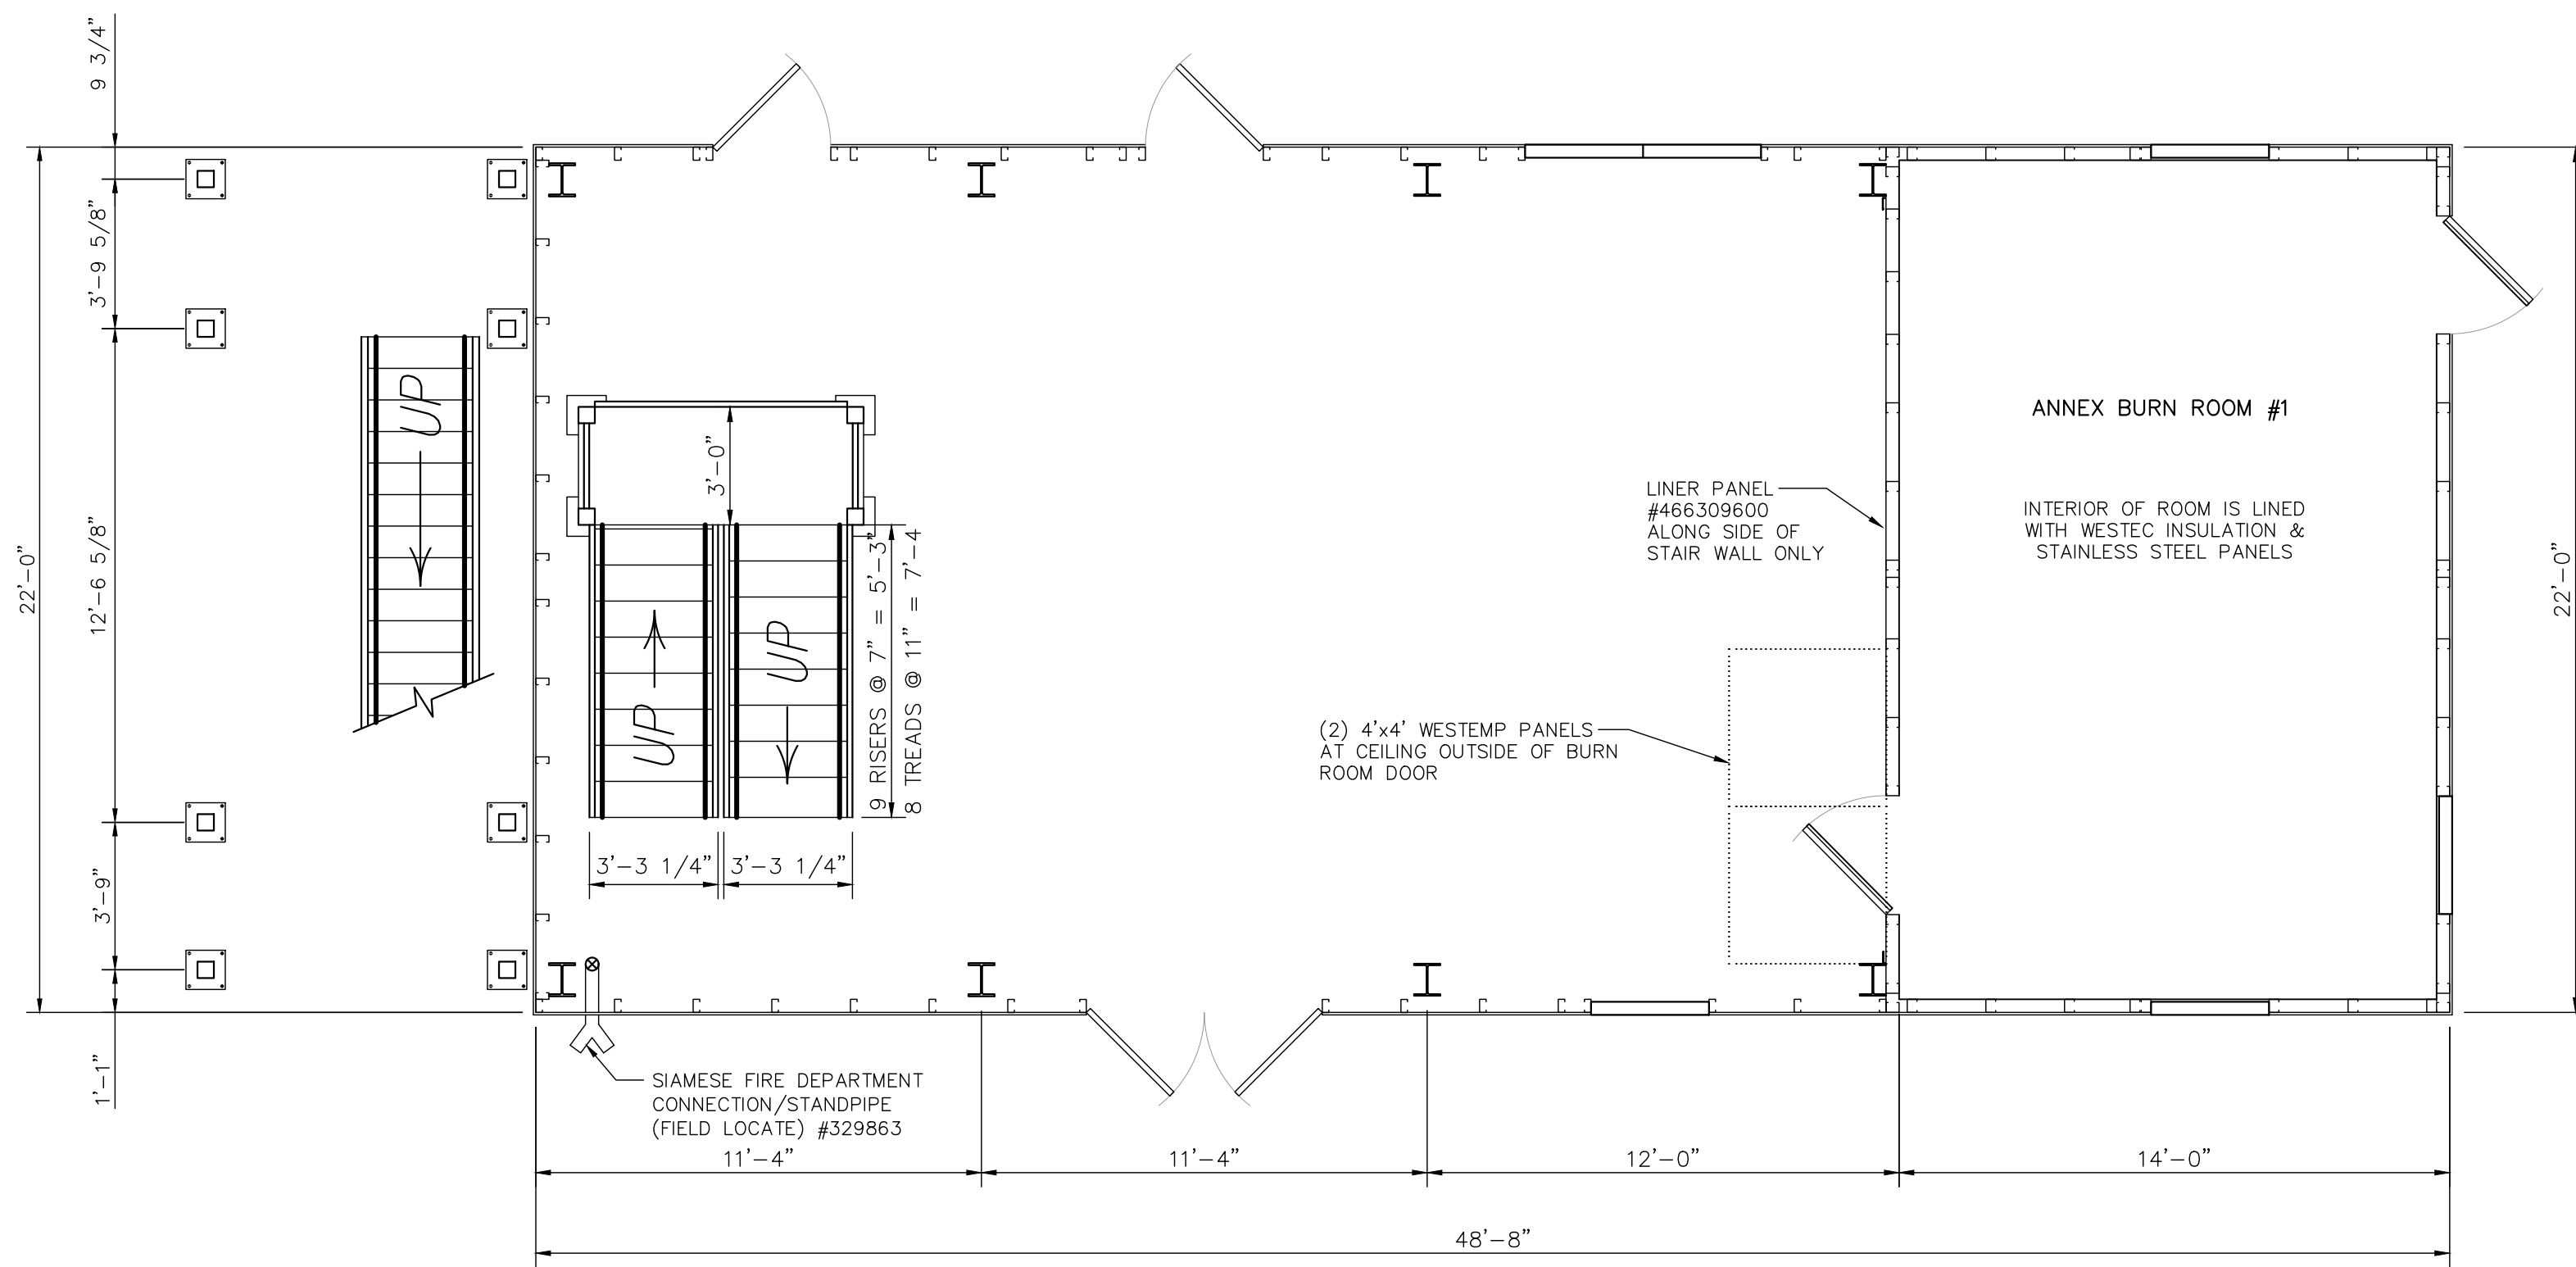 9 3/4"
3'-9 5/8"
12'-6 5/8"
22'-0"
3'-9"
1'-1"
UP
3'-0"
UP
UP
9 RISERS @ 7" = 5'-3"
8 TREADS @ 11" = 7'-4
3'-3 1/4"
3'-3 1/4"
SIAMESE FIRE DEPARTMENT
CONNECTION/STANDPIPE
(FIELD LOCATE) #329863
LINER PANEL
#466309600
ALONG SIDE OF
STAIR WALL ONLY
(2) 4'x4' WESTEMP PANELS
AT CEILING OUTSIDE OF BURN
ROOM DOOR
ANNEX BURN ROOM #1
INTERIOR OF ROOM IS LINED
WITH WESTEC INSULATION &
STAINLESS STEEL PANELS
22'-0"
11'-4"
11'-4"
12'-0"
14'-0"
48'-8"